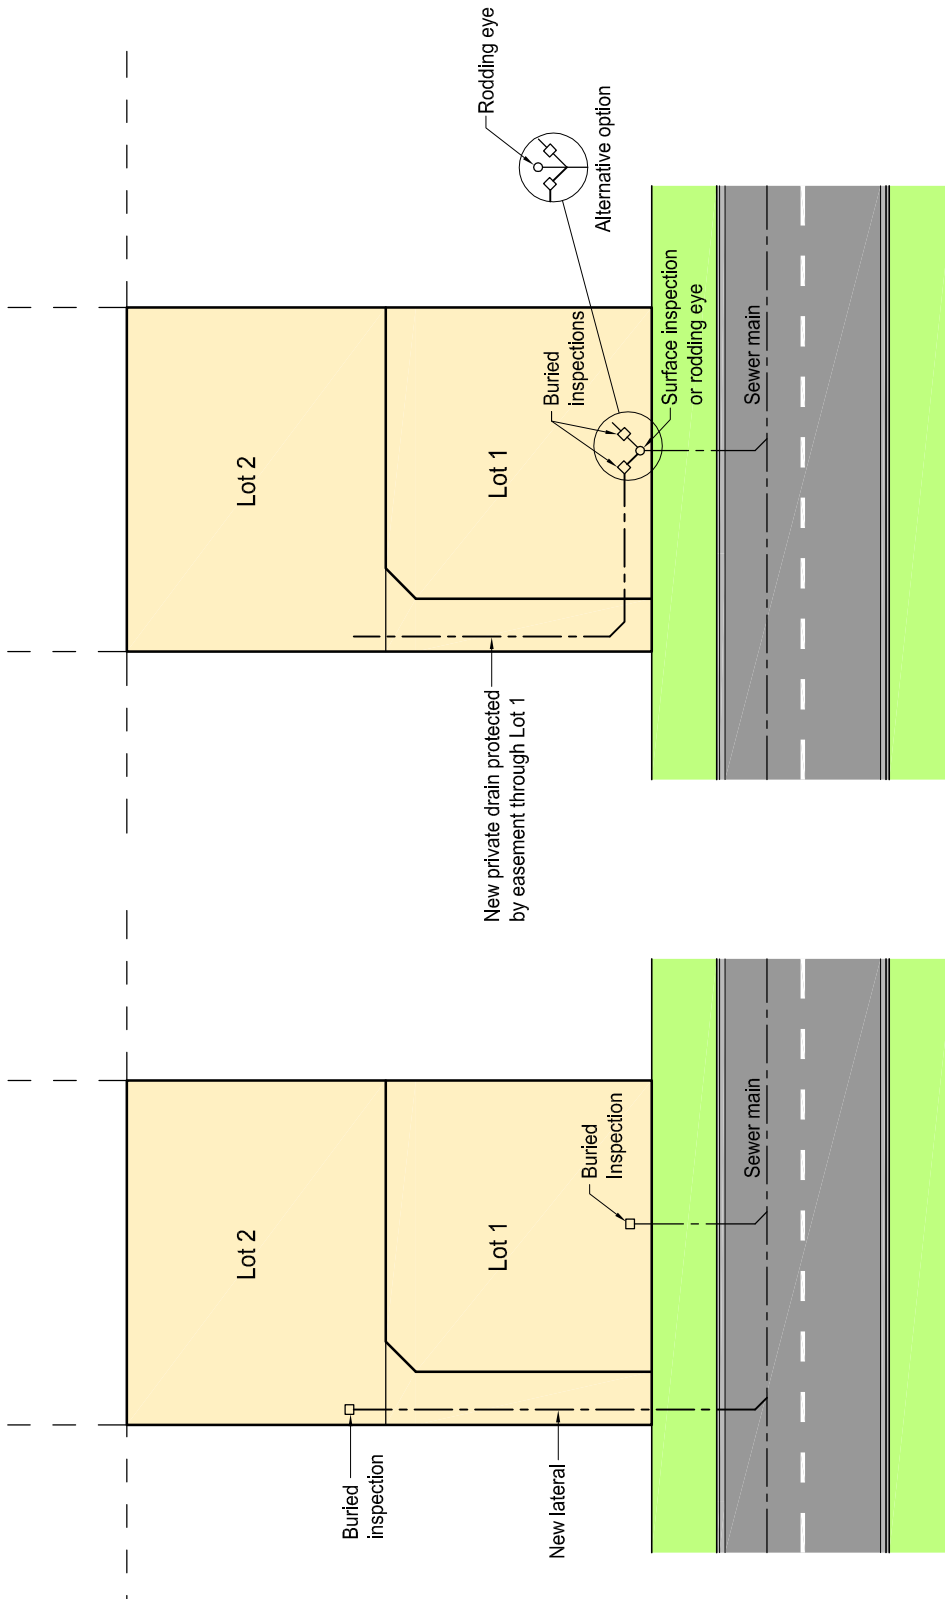 Lot 2
Lot 1
Buried
inspection
New lateral
Buried
Inspection
Sewer main
Lot 2
Lot 1
New private drain protected
by easement through Lot 1
Buried
inspections
Surface inspection
or rodding eye
Sewer main
Rodding eye
Alternative option